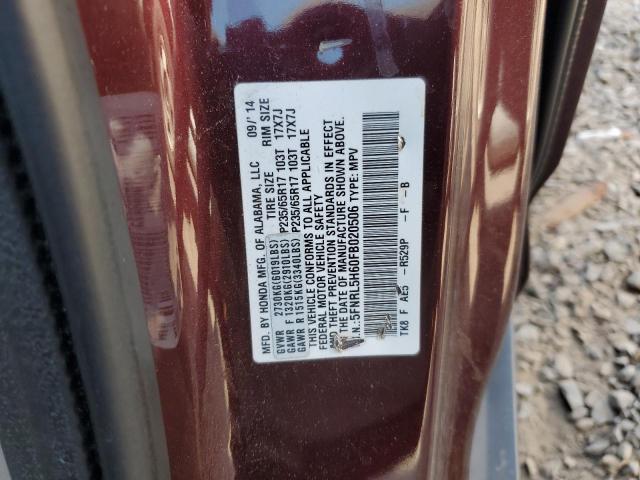 MFD. BY HONDA MFG. OF ALABAMA, LLC 09/'14
TIRE SIZE RIM SIZE
GVWR 2730KG(6019LBS)
GAWR F 1320KG(2910LBS) P235/65R17 103T 17X7J
GAWR R 1515KG(3340LBS) P235/65R17 103T 17X7J
THIS VEHICLE CONFORMS TO ALL APPLICABLE
FEDERAL MOTOR VEHICLE SAFETY
AND THEFT PREVENTION STANDARDS IN EFFECT
ON THE DATE OF MANUFACTURE SHOWN ABOVE.
V.I.N.:5FNRL5H60FB020506 TYPE: MPV
TK8 F AE5 -R529P -F -B